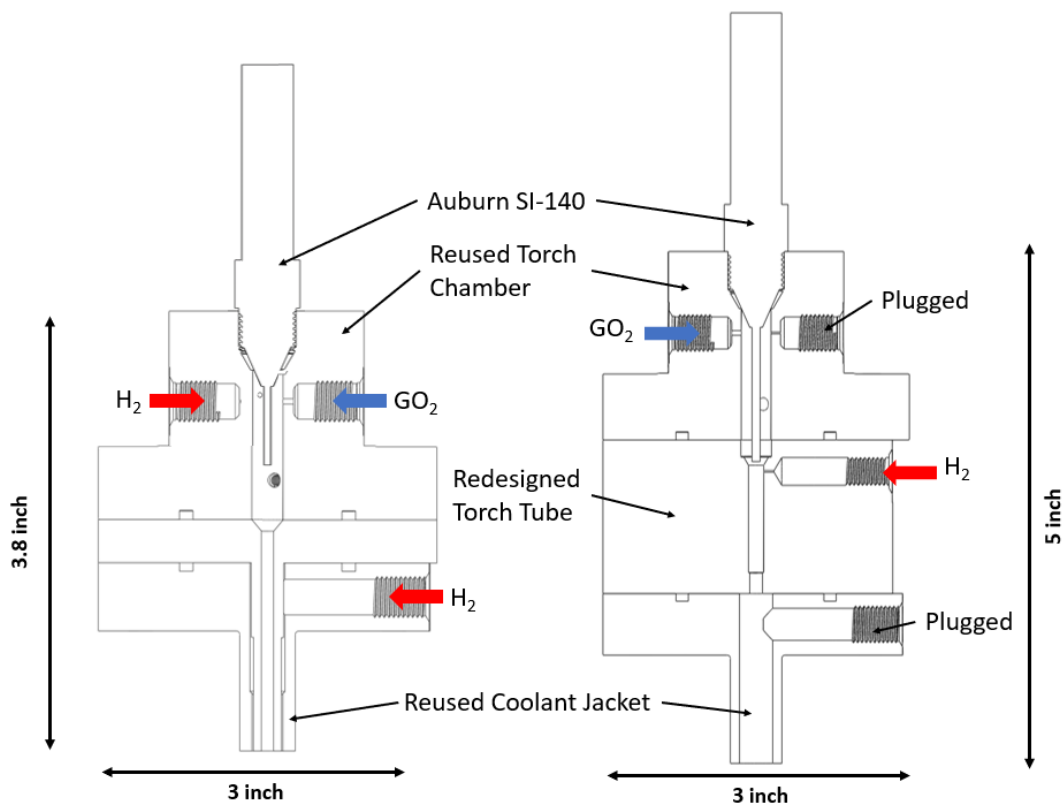 Auburn SI-140
Reused Torch
Chamber
Plugged
GO₂
H₂
GO₂
H₂
Redesigned
Torch Tube
3.8 inch
5 inch
H₂
Plugged
Reused Coolant Jacket
3 inch
3 inch